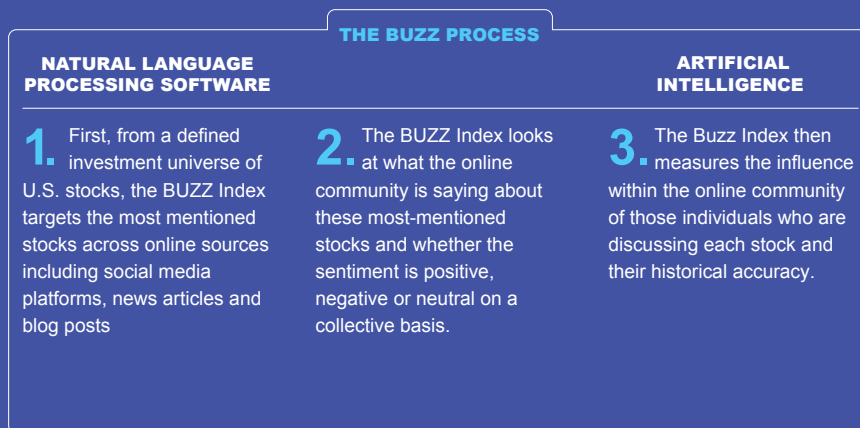 THE BUZZ PROCESS
NATURAL LANGUAGE
PROCESSING SOFTWARE
ARTIFICIAL
INTELLIGENCE
1. First, from a defined
investment universe of
U.S. stocks, the BUZZ Index
targets the most mentioned
stocks across online sources
including social media
platforms, news articles and
blog posts
2. The BUZZ Index looks
at what the online
community is saying about
these most-mentioned
stocks and whether the
sentiment is positive,
negative or neutral on a
collective basis.
3. The Buzz Index then
measures the influence
within the online community
of those individuals who are
discussing each stock and
their historical accuracy.